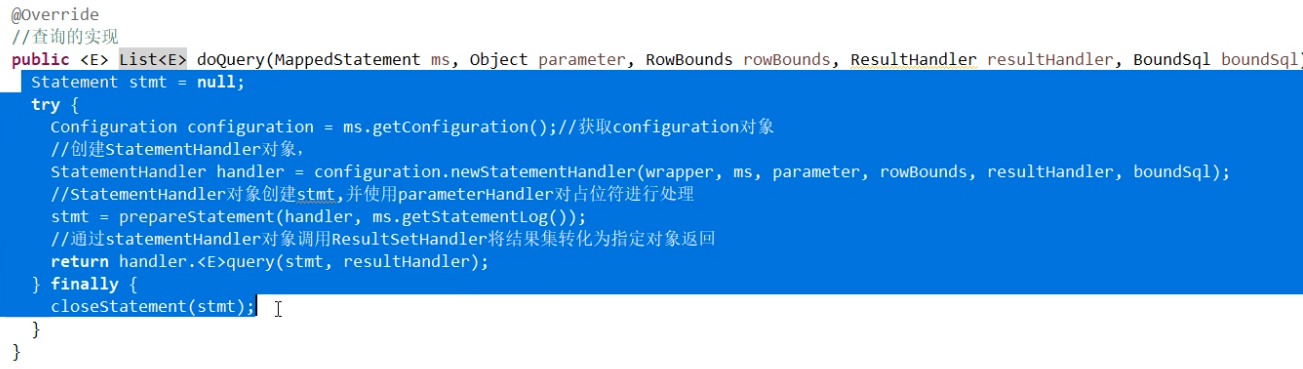 @Override
//查询的实现
public <E> List<E> doQuery(MappedStatement ms, Object parameter, RowBounds rowBounds, ResultHandler resultHandler, BoundSql boundSql)
Statement stmt = null;
try {
Configuration configuration = ms.getConfiguration();//获取configuration对象
//创建StatementHandler对象，
StatementHandler handler = configuration.newStatementHandler(wrapper, ms, parameter, rowBounds, resultHandler, boundSql);
//StatementHandler对象创建stmt,并使用parameterHandler对占位符进行处理
stmt = prepareStatement(handler, ms.getStatementLog());
//通过statementHandler对象调用ResultSetHandler将结果集转化为指定对象返回
return handler.<E>query(stmt, resultHandler);
} finally {
closeStatement(stmt);
}
}